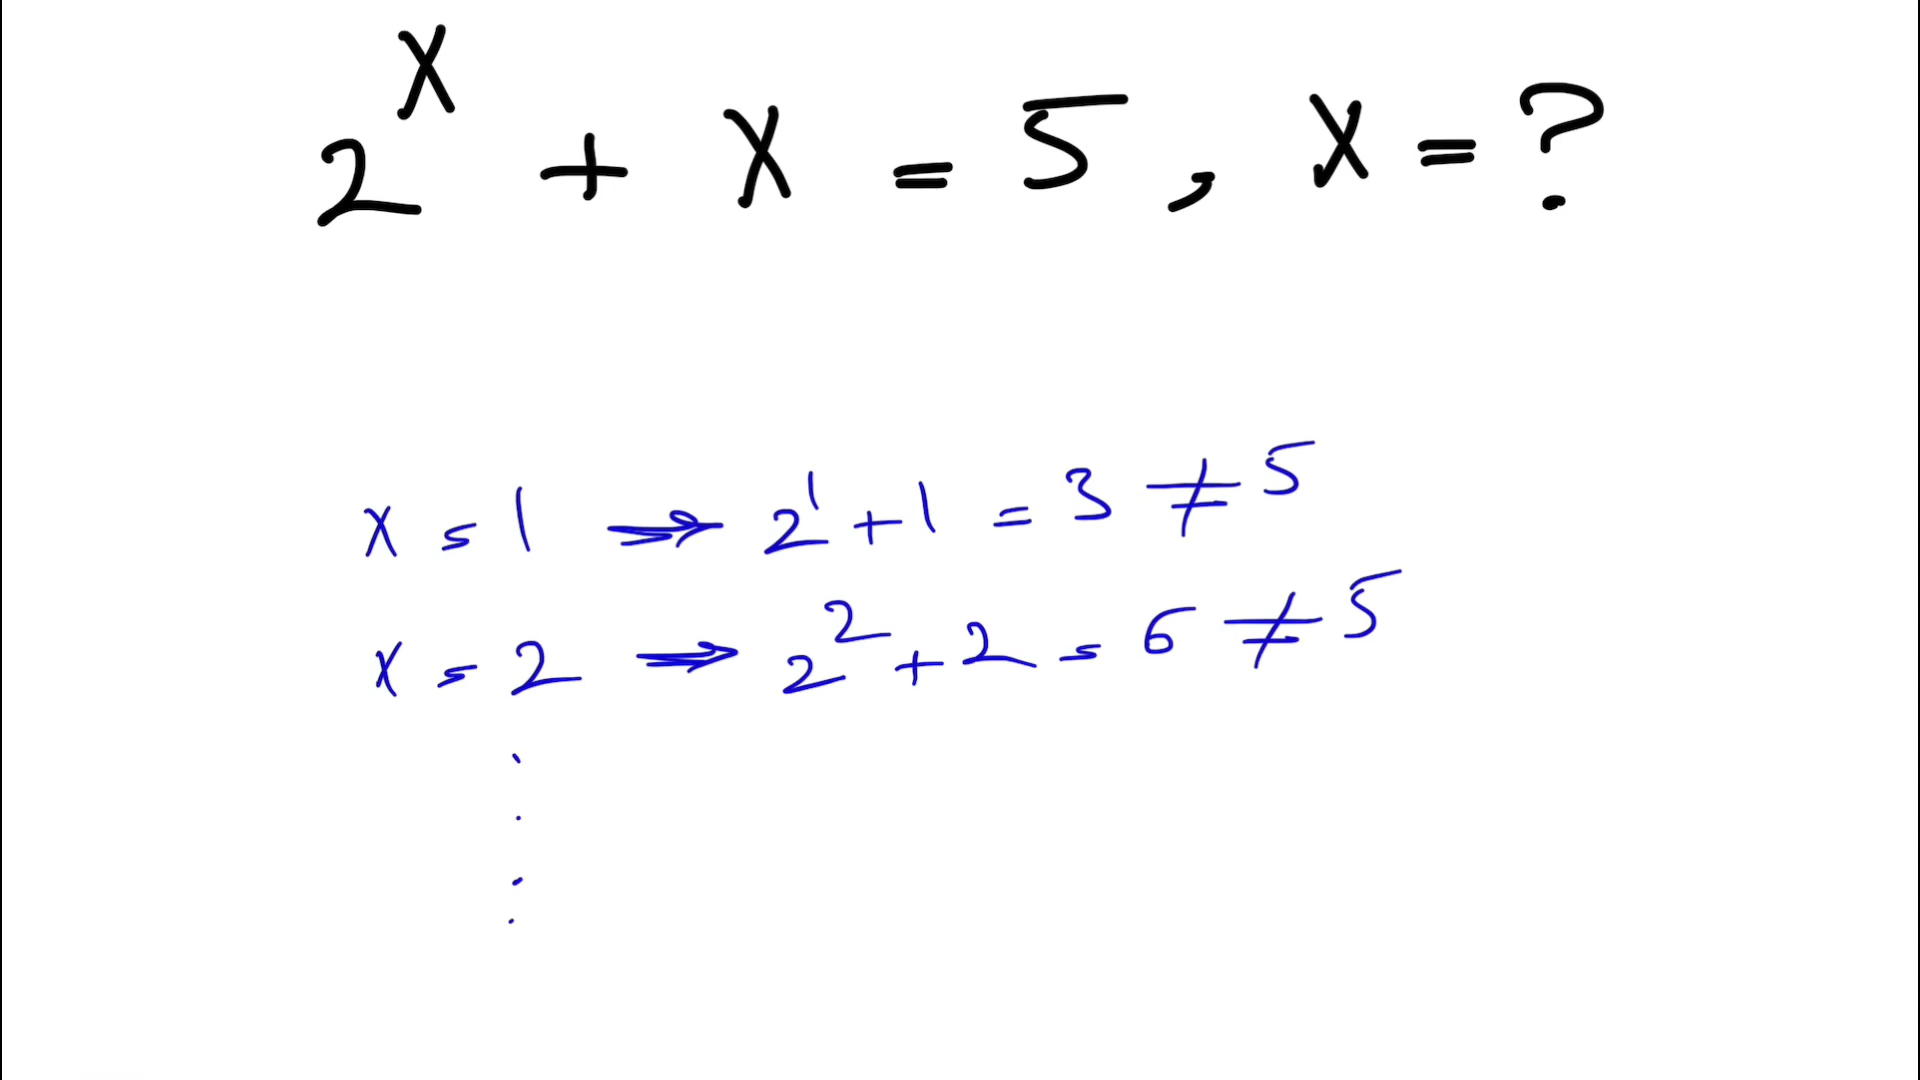 2^x + x = 5, x = ?
x = 1 ⇒ 2^1 + 1 = 3 ≠ 5
x = 2 ⇒ 2^2 + 2 = 6 ≠ 5
.
.
.
.